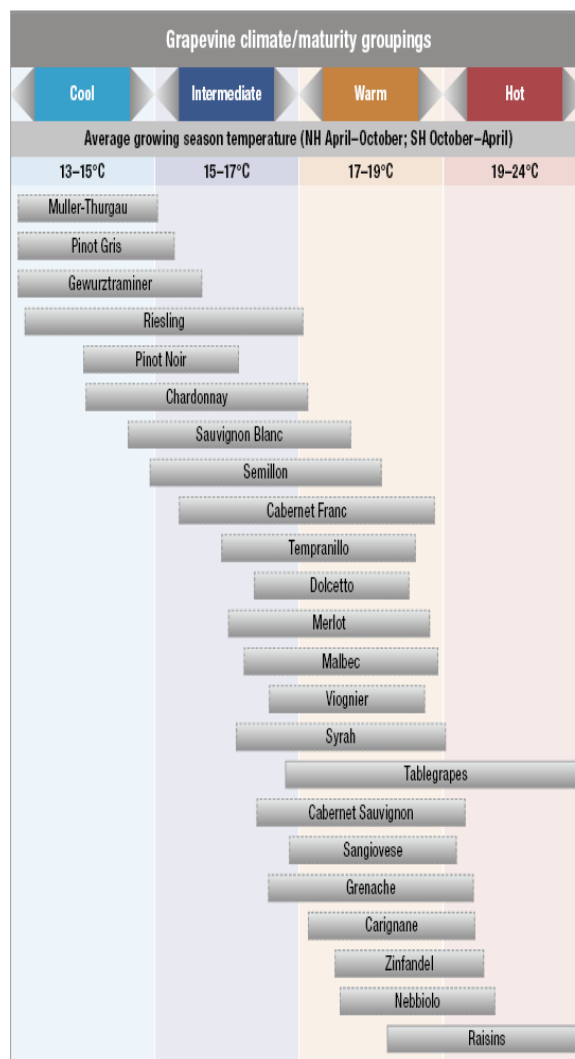 Grapevine climate/maturity groupings
Cool Intermediate Warm Hot
Average growing season temperature (NH April–October; SH October–April)
13–15°C 15–17°C 17–19°C 19–24°C
Muller-Thurgau
Pinot Gris
Gewurztraminer
Riesling
Pinot Noir
Chardonnay
Sauvignon Blanc
Semillon
Cabernet Franc
Tempranillo
Dolcetto
Merlot
Malbec
Viognier
Syrah
Tablegrapes
Cabernet Sauvignon
Sangiovese
Grenache
Carignane
Zinfandel
Nebbiolo
Raisins